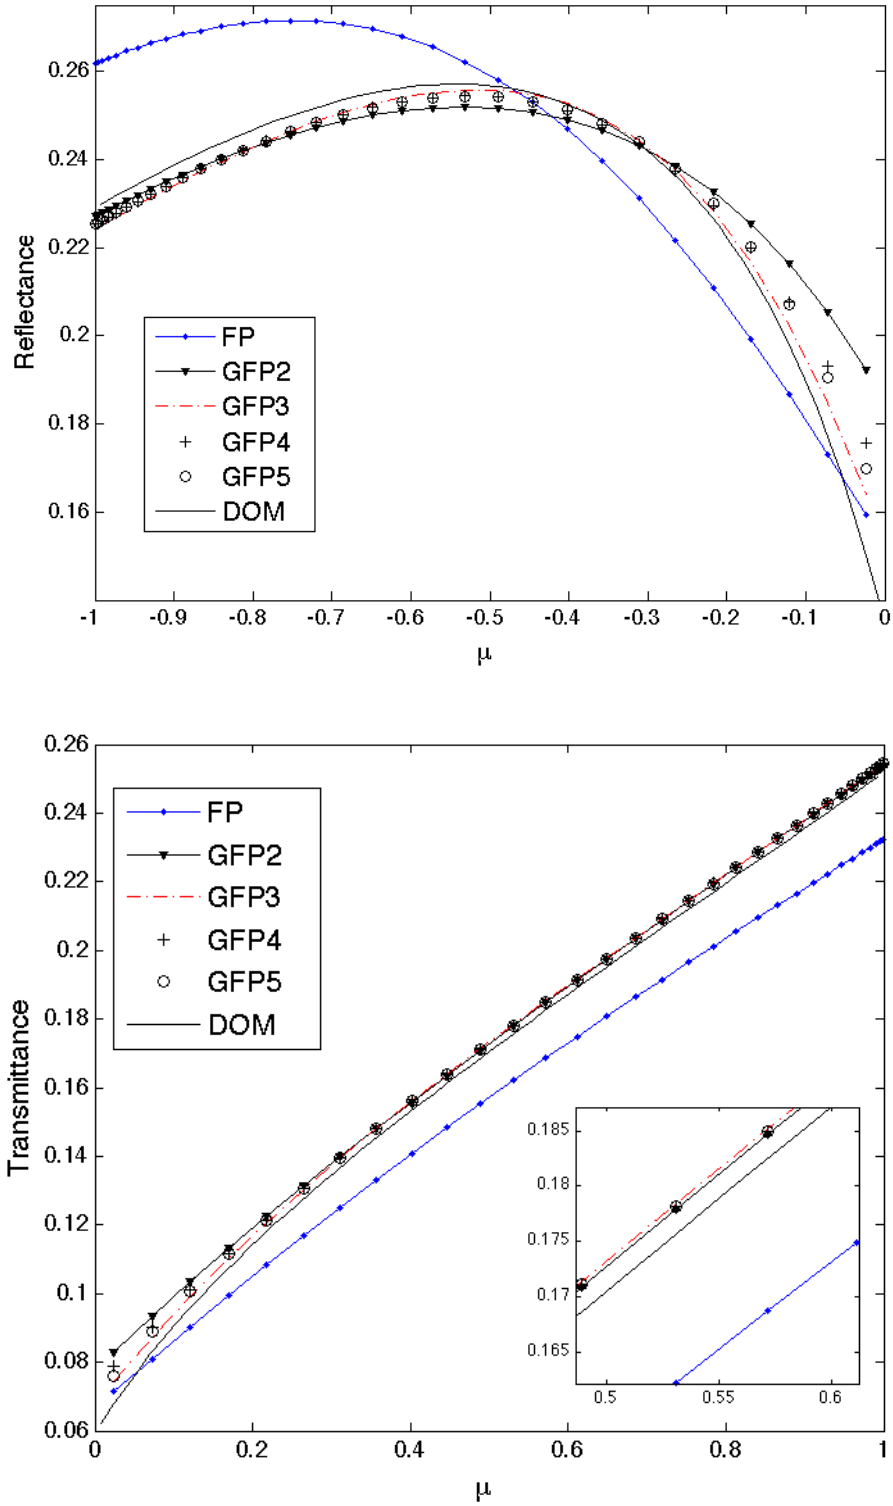 0.26
0.24
0.22
0.2
0.18
0.16
Reflectance
FP
GFP2
GFP3
GFP4
GFP5
DOM
-1 -0.9 -0.8 -0.7 -0.6 -0.5 -0.4 -0.3 -0.2 -0.1 0
μ
0.26
0.24
0.22
0.2
0.18
0.16
0.14
0.12
0.1
0.08
0.06
Transmittance
FP
GFP2
GFP3
GFP4
GFP5
DOM
0.185
0.18
0.175
0.17
0.165
0.5 0.55 0.6
0 0.2 0.4 0.6 0.8 1
μ